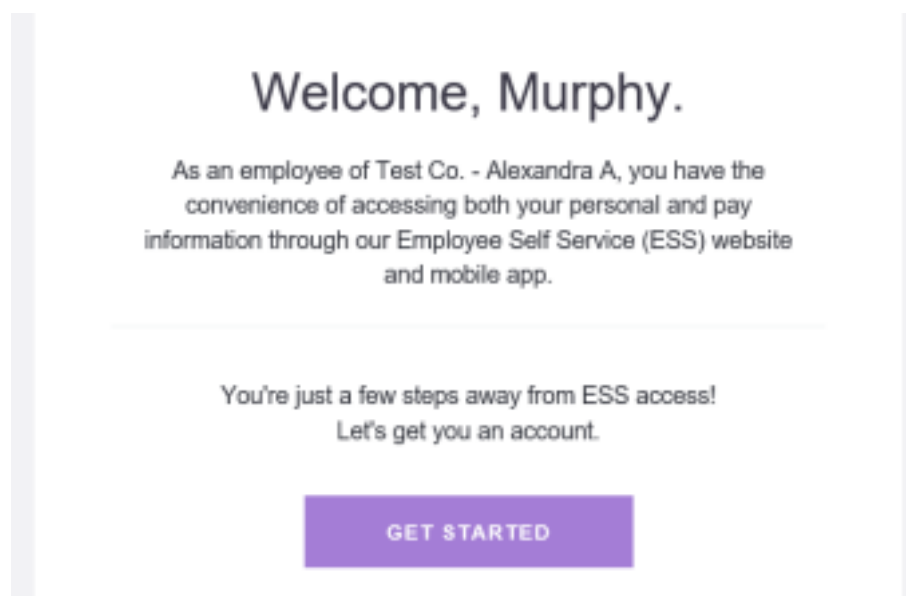 Welcome, Murphy.
As an employee of Test Co. - Alexandra A, you have the
convenience of accessing both your personal and pay
information through our Employee Self Service (ESS) website
and mobile app.
You're just a few steps away from ESS access!
Let's get you an account.
GET STARTED